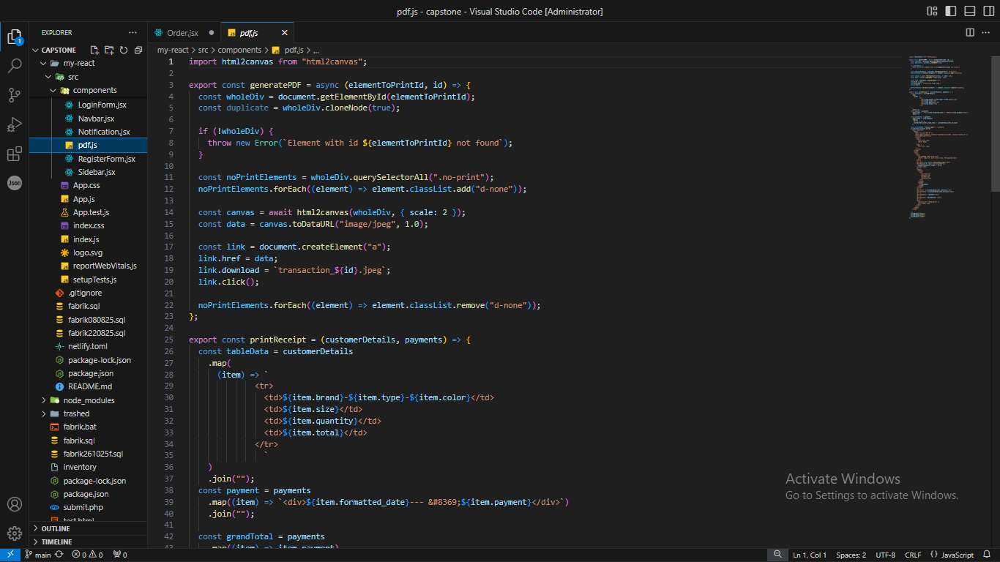 pdf.js - capstone - Visual Studio Code [Administrator]
EXPLORER
CAPSTONE
my-react
src
components
LoginForm.jsx
Navbar.jsx
Notification.jsx
pdf.js
RegisterForm.jsx
Sidebar.jsx
App.css
App.js
App.test.js
index.css
index.js
logo.svg
reportWebVitals.js
setupTests.js
.gitignore
fabrik.sql
fabrik080825.sql
fabrik220825.sql
netlify.toml
package-lock.json
package.json
README.md
node_modules
trashed
fabrik.bat
fabrik.sql
fabrik261025f.sql
inventory
package-lock.json
package.json
submit.php
test.html
OUTLINE
TIMELINE
1
Json
Order.jsx
pdf.js
my-react > src > components > pdf.js > ...
1 import html2canvas from "html2canvas";
2
3 export const generatePDF = async (elementToPrintId, id) => {
4 const wholeDiv = document.getElementById(elementToPrintId);
5 const duplicate = wholeDiv.cloneNode(true);
6
7 if (!wholeDiv) {
8 throw new Error(`Element with id ${elementToPrintId} not found`);
9 }
10
11 const noPrintElements = wholeDiv.querySelectorAll(".no-print");
12 noPrintElements.forEach((element) => element.classList.add("d-none"));
13
14 const canvas = await html2canvas(wholeDiv, { scale: 2 });
15 const data = canvas.toDataURL("image/jpeg", 1.0);
16
17 const link = document.createElement("a");
18 link.href = data;
19 link.download = `transaction_${id}.jpeg`;
20 link.click();
21
22 noPrintElements.forEach((element) => element.classList.remove("d-none"));
23 };
24
25 export const printReceipt = (customerDetails, payments) => {
26 const tableData = customerDetails
27 .map(
28 (item) => `
29 <tr>
30 <td>${item.brand}-${item.type}-${item.color}</td>
31 <td>${item.size}</td>
32 <td>${item.quantity}</td>
33 <td>${item.total}</td>
34 </tr>
35 `
36 )
37 .join("");
38 const payment = payments
39 .map((item) => `<div>${item.formatted_date}--- &#8369;${item.payment}</div>`)
40 .join("");
41
42 const grandTotal = payments
43 .map((item) => item.payment)
Activate Windows
Go to Settings to activate Windows.
main 0 0 0 Ln 1, Col 1 Spaces: 2 UTF-8 CRLF {} JavaScript